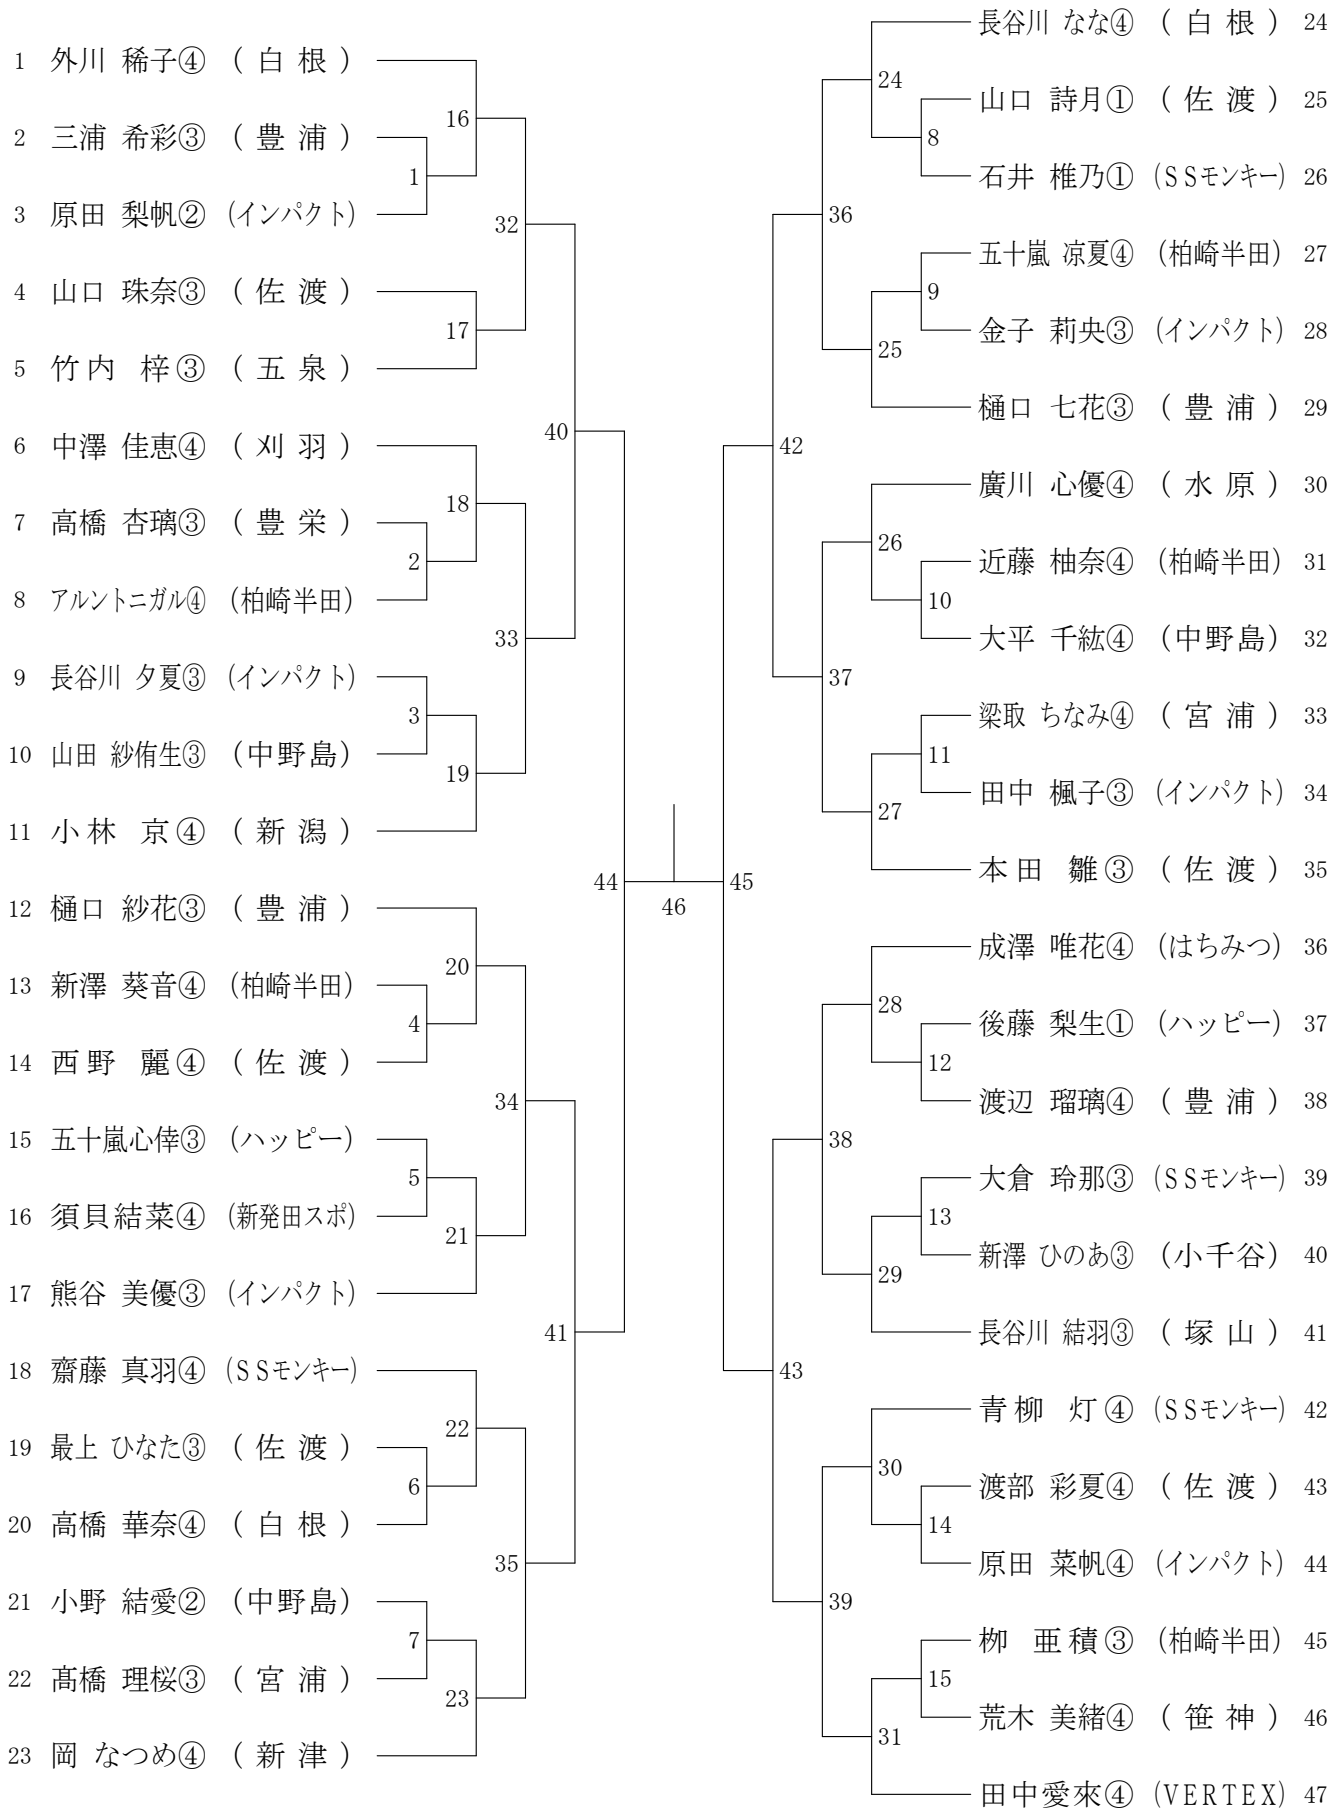 1 外川 稀子④ ( 白 根 )
2 三浦 希彩③ ( 豊 浦 )
3 原田 梨帆② (インパクト)
4 山口 珠奈③ ( 佐 渡 )
5 竹内 梓③ ( 五 泉 )
6 中澤 佳恵④ ( 刈 羽 )
7 高橋 杏璃③ ( 豊 栄 )
8 アルントニガル④ (柏崎半田)
9 長谷川 夕夏③ (インパクト)
10 山田 紗侑生③ (中野島)
11 小林 京④ ( 新 潟 )
12 樋口 紗花③ ( 豊 浦 )
13 新澤 葵音④ (柏崎半田)
14 西野 麗④ ( 佐 渡 )
15 五十嵐心倖③ (ハッピー)
16 須貝結菜④ (新発田スポ)
17 熊谷 美優③ (インパクト)
18 齋藤 真羽④ (SSモンキー)
19 最上 ひなた③ ( 佐 渡 )
20 高橋 華奈④ ( 白 根 )
21 小野 結愛② (中野島)
22 髙橋 理桜③ ( 宮 浦 )
23 岡 なつめ④ ( 新 津 )
1
2
3
4
5
6
7
16
17
18
19
20
21
22
23
32
33
34
35
40
41
44
46
45
42
43
36
37
38
39
24
25
26
27
28
29
30
31
8
9
10
11
12
13
14
15
長谷川 なな④ ( 白 根 ) 24
山口 詩月① ( 佐 渡 ) 25
石井 椎乃① (SSモンキー) 26
五十嵐 凉夏④ (柏崎半田) 27
金子 莉央③ (インパクト) 28
樋口 七花③ ( 豊 浦 ) 29
廣川 心優④ ( 水 原 ) 30
近藤 柚奈④ (柏崎半田) 31
大平 千紘④ (中野島) 32
梁取 ちなみ④ ( 宮 浦 ) 33
田中 楓子③ (インパクト) 34
本田 雛③ ( 佐 渡 ) 35
成澤 唯花④ (はちみつ) 36
後藤 梨生① (ハッピー) 37
渡辺 瑠璃④ ( 豊 浦 ) 38
大倉 玲那③ (SSモンキー) 39
新澤 ひのあ③ (小千谷) 40
長谷川 結羽③ ( 塚 山 ) 41
青柳 灯④ (SSモンキー) 42
渡部 彩夏④ ( 佐 渡 ) 43
原田 菜帆④ (インパクト) 44
栁 亜積③ (柏崎半田) 45
荒木 美緒④ ( 笹 神 ) 46
田中愛來④ (VERTEX) 47